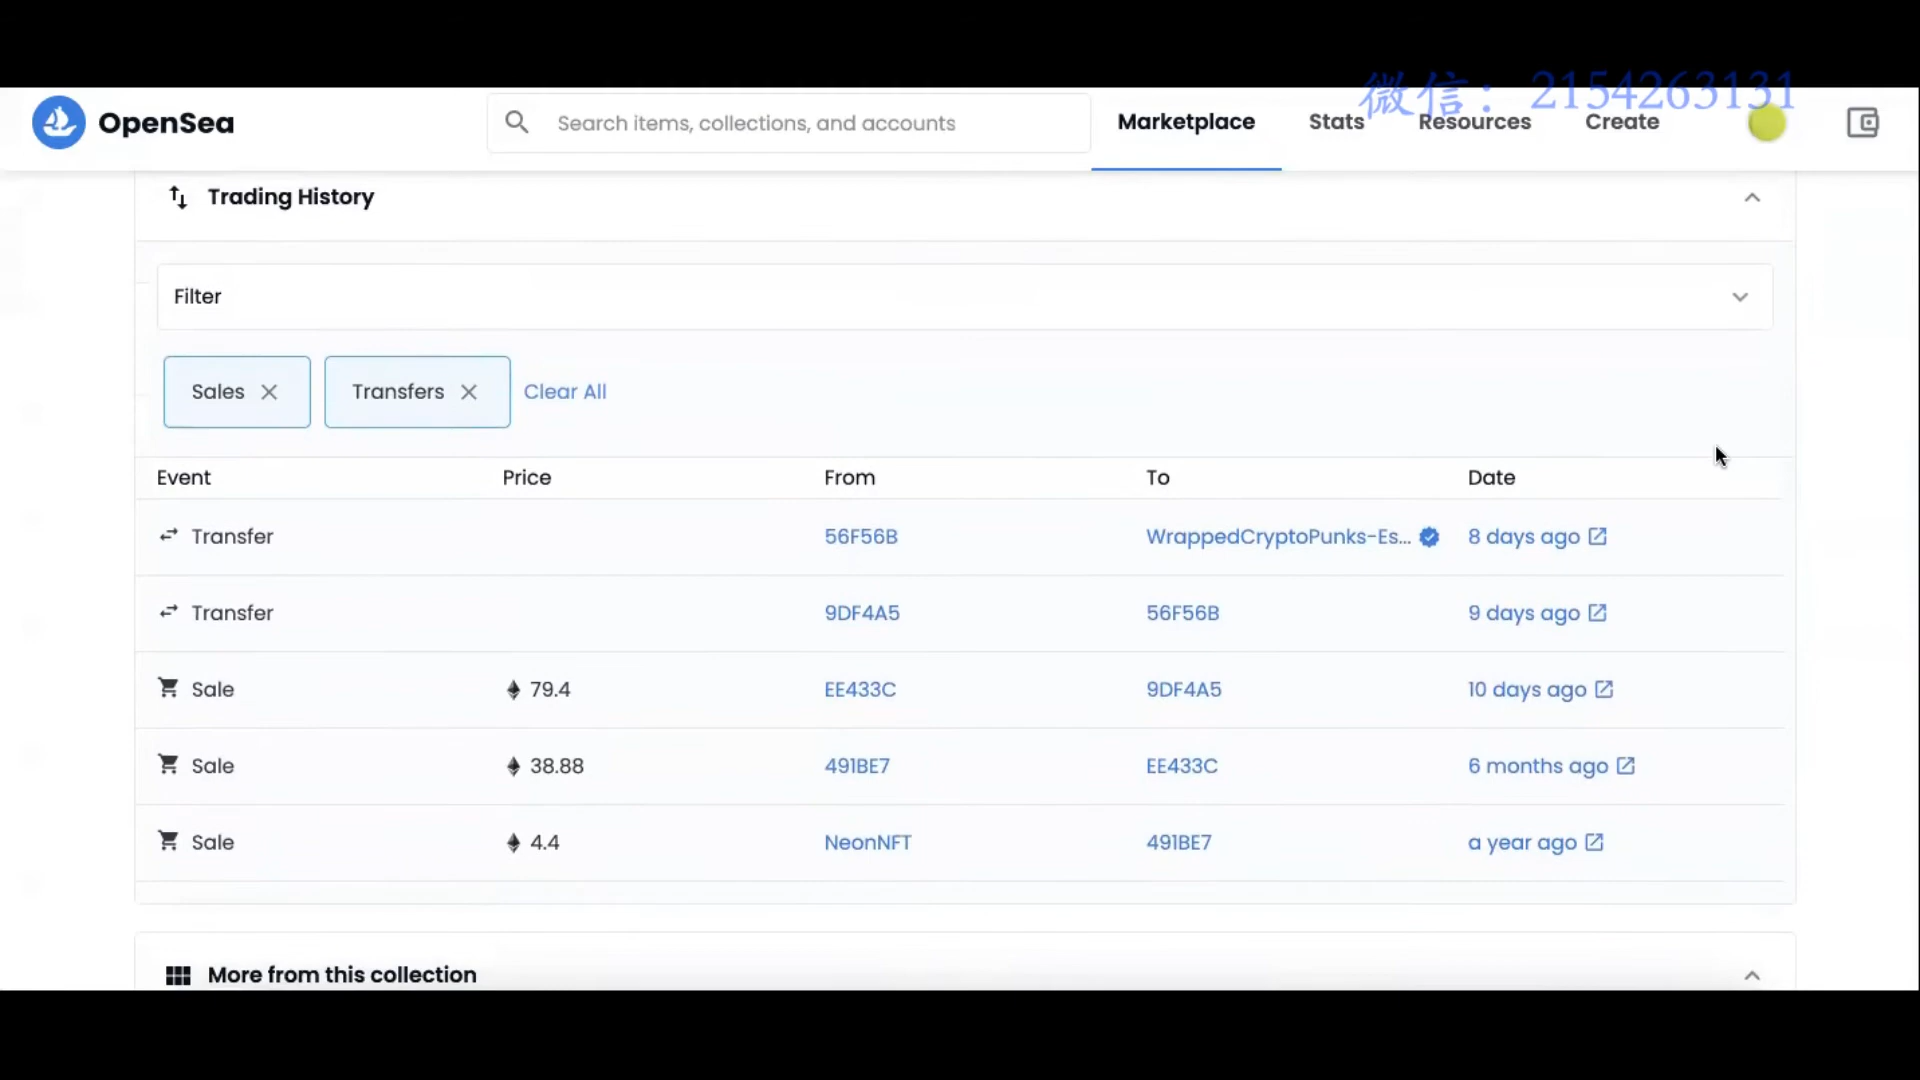 微信：2154263131
OpenSea
Search items, collections, and accounts
Marketplace
Stats
Resources
Create
Trading History
Filter
Sales
Transfers
Clear All
Event Price From To Date
Transfer 56F56B WrappedCryptoPunks-Es... 8 days ago
Transfer 9DF4A5 56F56B 9 days ago
Sale 79.4 EE433C 9DF4A5 10 days ago
Sale 38.88 491BE7 EE433C 6 months ago
Sale 4.4 NeonNFT 491BE7 a year ago
More from this collection